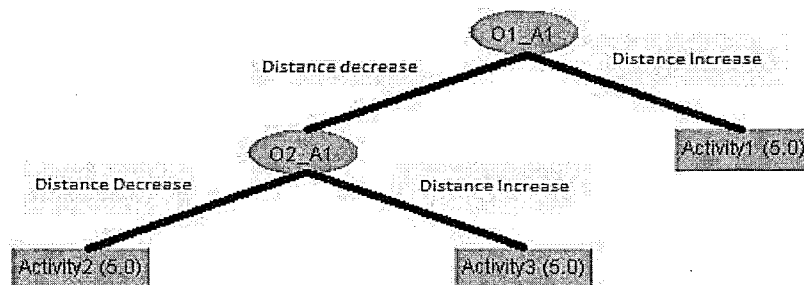 O1_A1
Distance decrease
Distance Increase
O2_A1
Activity1 (5.0)
Distance Decrease
Distance Increase
Activity2 (5.0)
Activity3 (5.0)